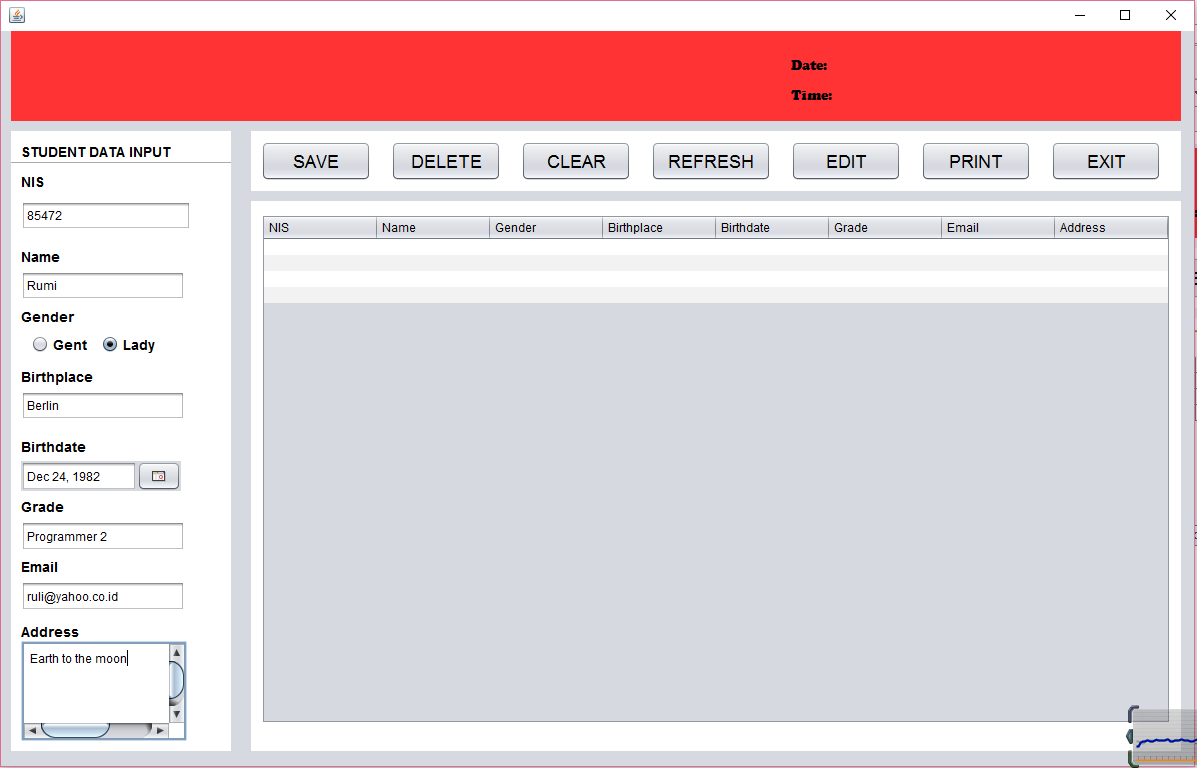 Date:
Time:
STUDENT DATA INPUT
NIS
85472
Name
Rumi
Gender
Gent Lady
Birthplace
Berlin
Birthdate
Dec 24, 1982
Grade
Programmer 2
Email
ruli@yahoo.co.id
Address
Earth to the moon
SAVE DELETE CLEAR REFRESH EDIT PRINT EXIT
NIS Name Gender Birthplace Birthdate Grade Email Address